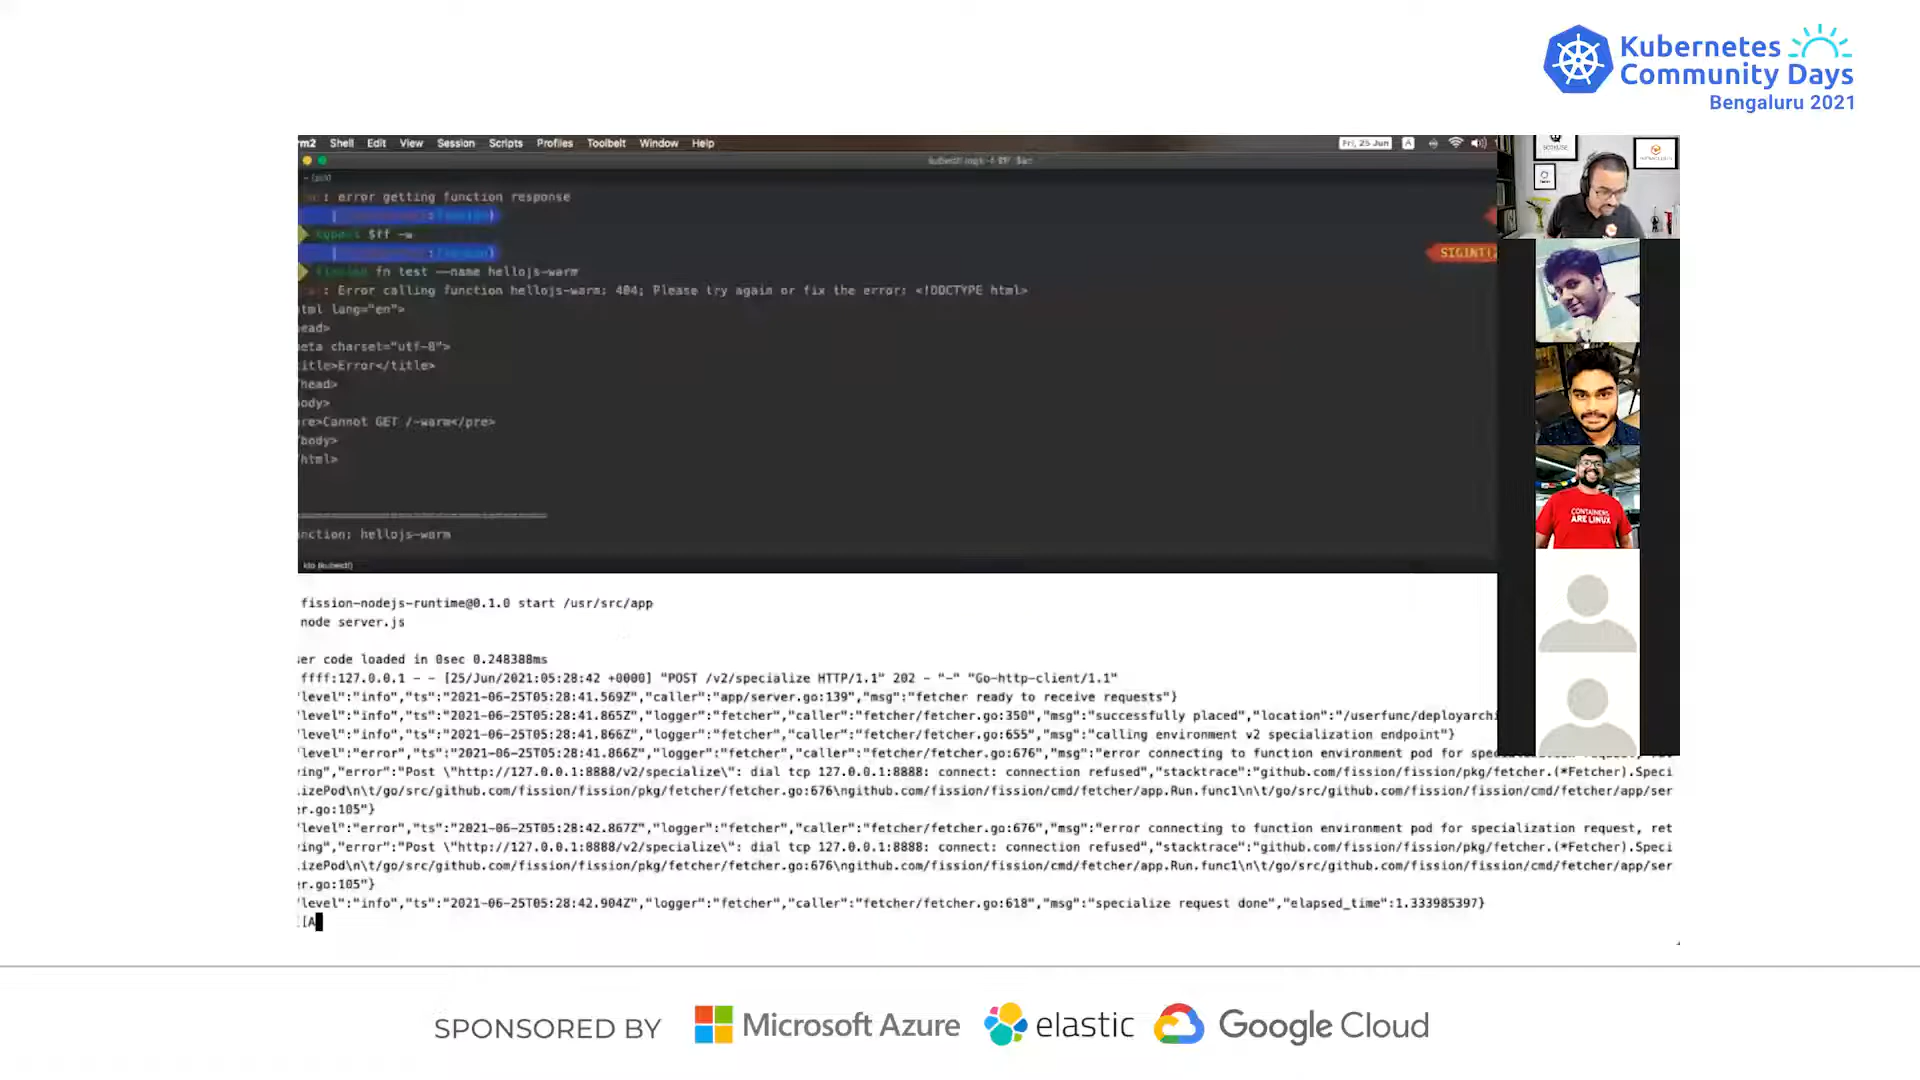 Kubernetes
Community Days
Bengaluru 2021
rm2 Shell Edit View Session Scripts Profiles Toolbelt Window Help
Fri, 25 Jun A
: error getting function response
$ff -w
SIGINT(2
fission fn test --name hellojs-warm
: Error calling function hellojs-warm: 404; Please try again or fix the error: <!DOCTYPE html>
tml lang="en">
ead>
eta charset="utf-8">
itle>Error</title>
head>
ody>
re>Cannot GET /-warm</pre>
/body>
/html>
nction: hellojs-warm
CONTAINERS
ARE LINUX
fission-nodejs-runtime@0.1.0 start /usr/src/app
node server.js
ser code loaded in 0sec 0.248388ms
ffff:127.0.0.1 - - [25/Jun/2021:05:28:42 +0000] "POST /v2/specialize HTTP/1.1" 202 - "-" "Go-http-client/1.1"
"level":"info","ts":"2021-06-25T05:28:41.569Z","caller":"app/server.go:139","msg":"fetcher ready to receive requests"}
"level":"info","ts":"2021-06-25T05:28:41.865Z","logger":"fetcher","caller":"fetcher/fetcher.go:350","msg":"successfully placed","location":"/userfunc/deployarchi
"level":"info","ts":"2021-06-25T05:28:41.866Z","logger":"fetcher","caller":"fetcher/fetcher.go:655","msg":"calling environment v2 specialization endpoint"}
"level":"error","ts":"2021-06-25T05:28:41.866Z","logger":"fetcher","caller":"fetcher/fetcher.go:676","msg":"error connecting to function environment pod for specialization request, ret
ying","error":"Post \"http://127.0.0.1:8888/v2/specialize\": dial tcp 127.0.0.1:8888: connect: connection refused","stacktrace":"github.com/fission/fission/pkg/fetcher.(*Fetcher).Speci
lizePod\n\t/go/src/github.com/fission/fission/pkg/fetcher/fetcher.go:676\ngithub.com/fission/fission/cmd/fetcher/app.Run.func1\n\t/go/src/github.com/fission/fission/cmd/fetcher/app/ser
er.go:105"}
"level":"error","ts":"2021-06-25T05:28:42.867Z","logger":"fetcher","caller":"fetcher/fetcher.go:676","msg":"error connecting to function environment pod for specialization request, ret
ying","error":"Post \"http://127.0.0.1:8888/v2/specialize\": dial tcp 127.0.0.1:8888: connect: connection refused","stacktrace":"github.com/fission/fission/pkg/fetcher.(*Fetcher).Speci
lizePod\n\t/go/src/github.com/fission/fission/pkg/fetcher/fetcher.go:676\ngithub.com/fission/fission/cmd/fetcher/app.Run.func1\n\t/go/src/github.com/fission/fission/cmd/fetcher/app/ser
er.go:105"}
"level":"info","ts":"2021-06-25T05:28:42.904Z","logger":"fetcher","caller":"fetcher/fetcher.go:618","msg":"specialize request done","elapsed_time":1.333985397}
[A
SPONSORED BY Microsoft Azure elastic Google Cloud